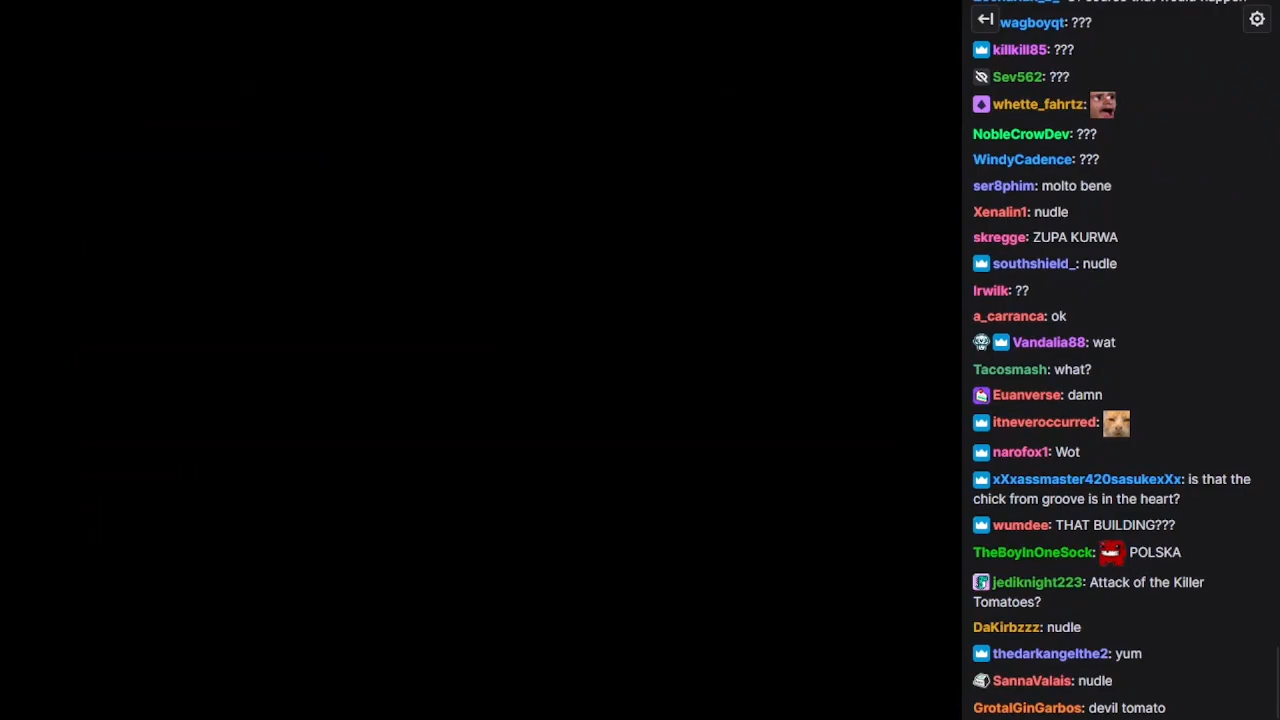 wagboyqt: ???
killkill85: ???
Sev562: ???
whette_fahrtz:
NobleCrowDev: ???
WindyCadence: ???
ser8phim: molto bene
Xenalin1: nudle
skregge: ZUPA KURWA
southshield_: nudle
lrwilk: ??
a_carranca: ok
Vandalia88: wat
Tacosmash: what?
Euanverse: damn
itneveroccurred:
narofox1: Wot
xXxassmaster420sasukexXx: is that the
chick from groove is in the heart?
wumdee: THAT BUILDING???
TheBoyInOneSock: POLSKA
jediknight223: Attack of the Killer
Tomatoes?
DaKirbzzz: nudle
thedarkangelthe2: yum
SannaValais: nudle
GrotalGinGarbos: devil tomato